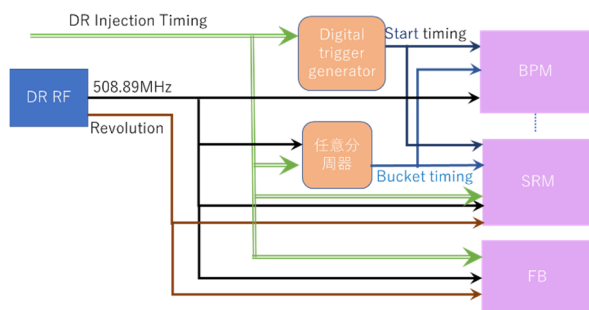 DR Injection Timing
Digital
trigger
generator
Start timing
BPM
DR RF
508.89MHz
Revolution
任意分
周器
Bucket timing
SRM
FB